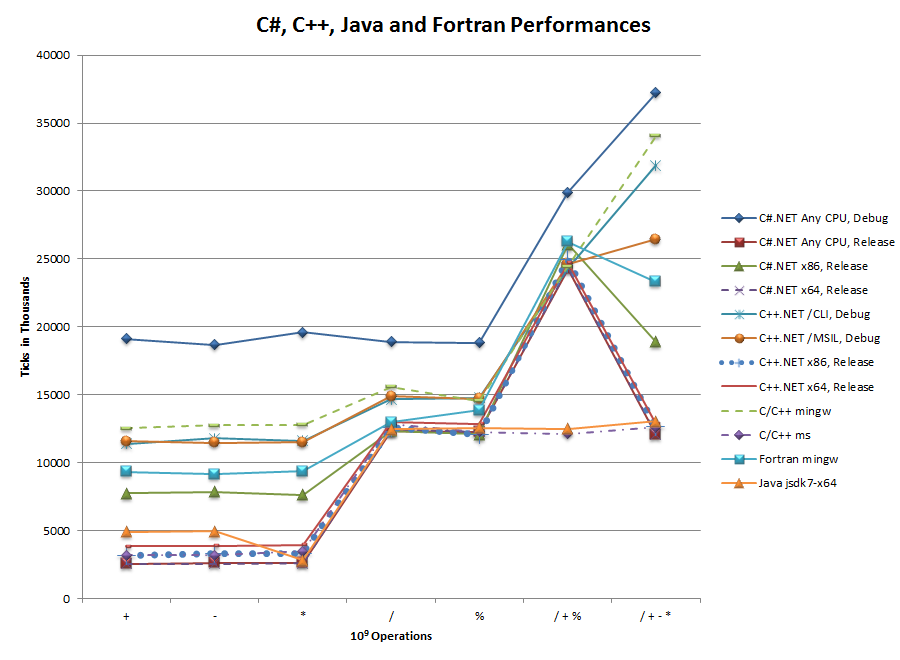 C#, C++, Java and Fortran Performances
40000
35000
30000
25000
20000
15000
10000
5000
0
Ticks in Thousands
+ - * / % / + % / + - *
10⁹ Operations
C#.NET Any CPU, Debug
C#.NET Any CPU, Release
C#.NET x86, Release
C#.NET x64, Release
C++.NET /CLI, Debug
C++.NET /MSIL, Debug
C++.NET x86, Release
C++.NET x64, Release
C/C++ mingw
C/C++ ms
Fortran mingw
Java jsdk7-x64